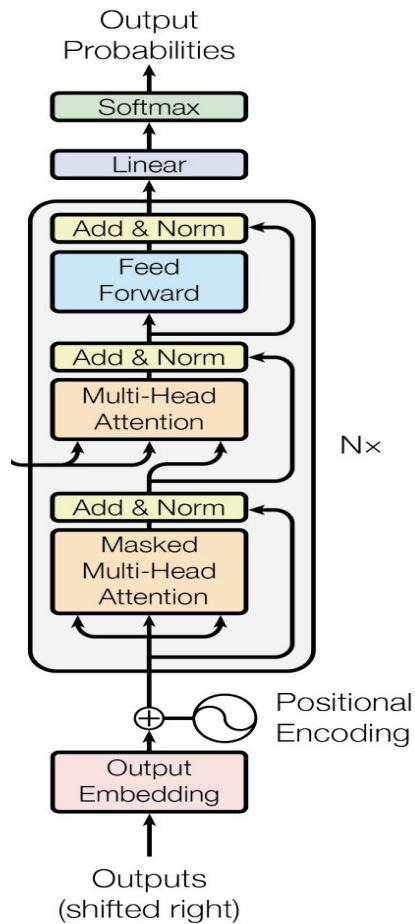 Output
Probabilities
Softmax
Linear
Add & Norm
Feed
Forward
Add & Norm
Multi-Head
Attention
N×
Add & Norm
Masked
Multi-Head
Attention
Positional
Encoding
Output
Embedding
Outputs
(shifted right)